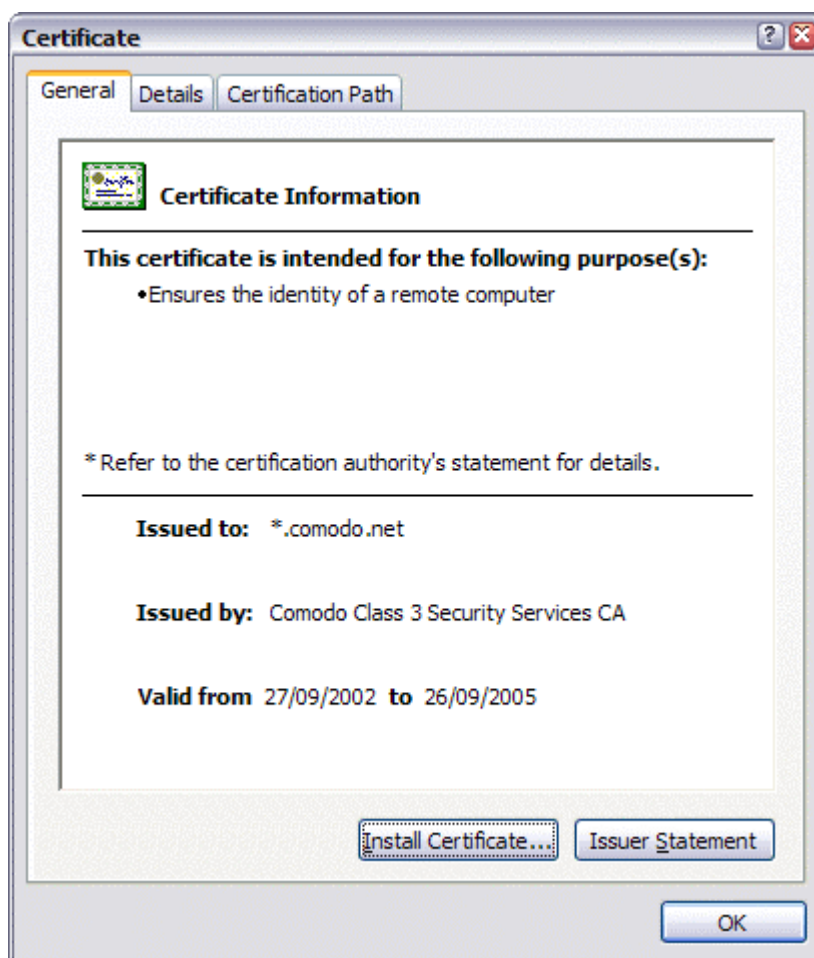 Certificate
General Details Certification Path
Certificate Information
This certificate is intended for the following purpose(s):
•Ensures the identity of a remote computer
* Refer to the certification authority's statement for details.
Issued to: *.comodo.net
Issued by: Comodo Class 3 Security Services CA
Valid from 27/09/2002 to 26/09/2005
Install Certificate... Issuer Statement
OK